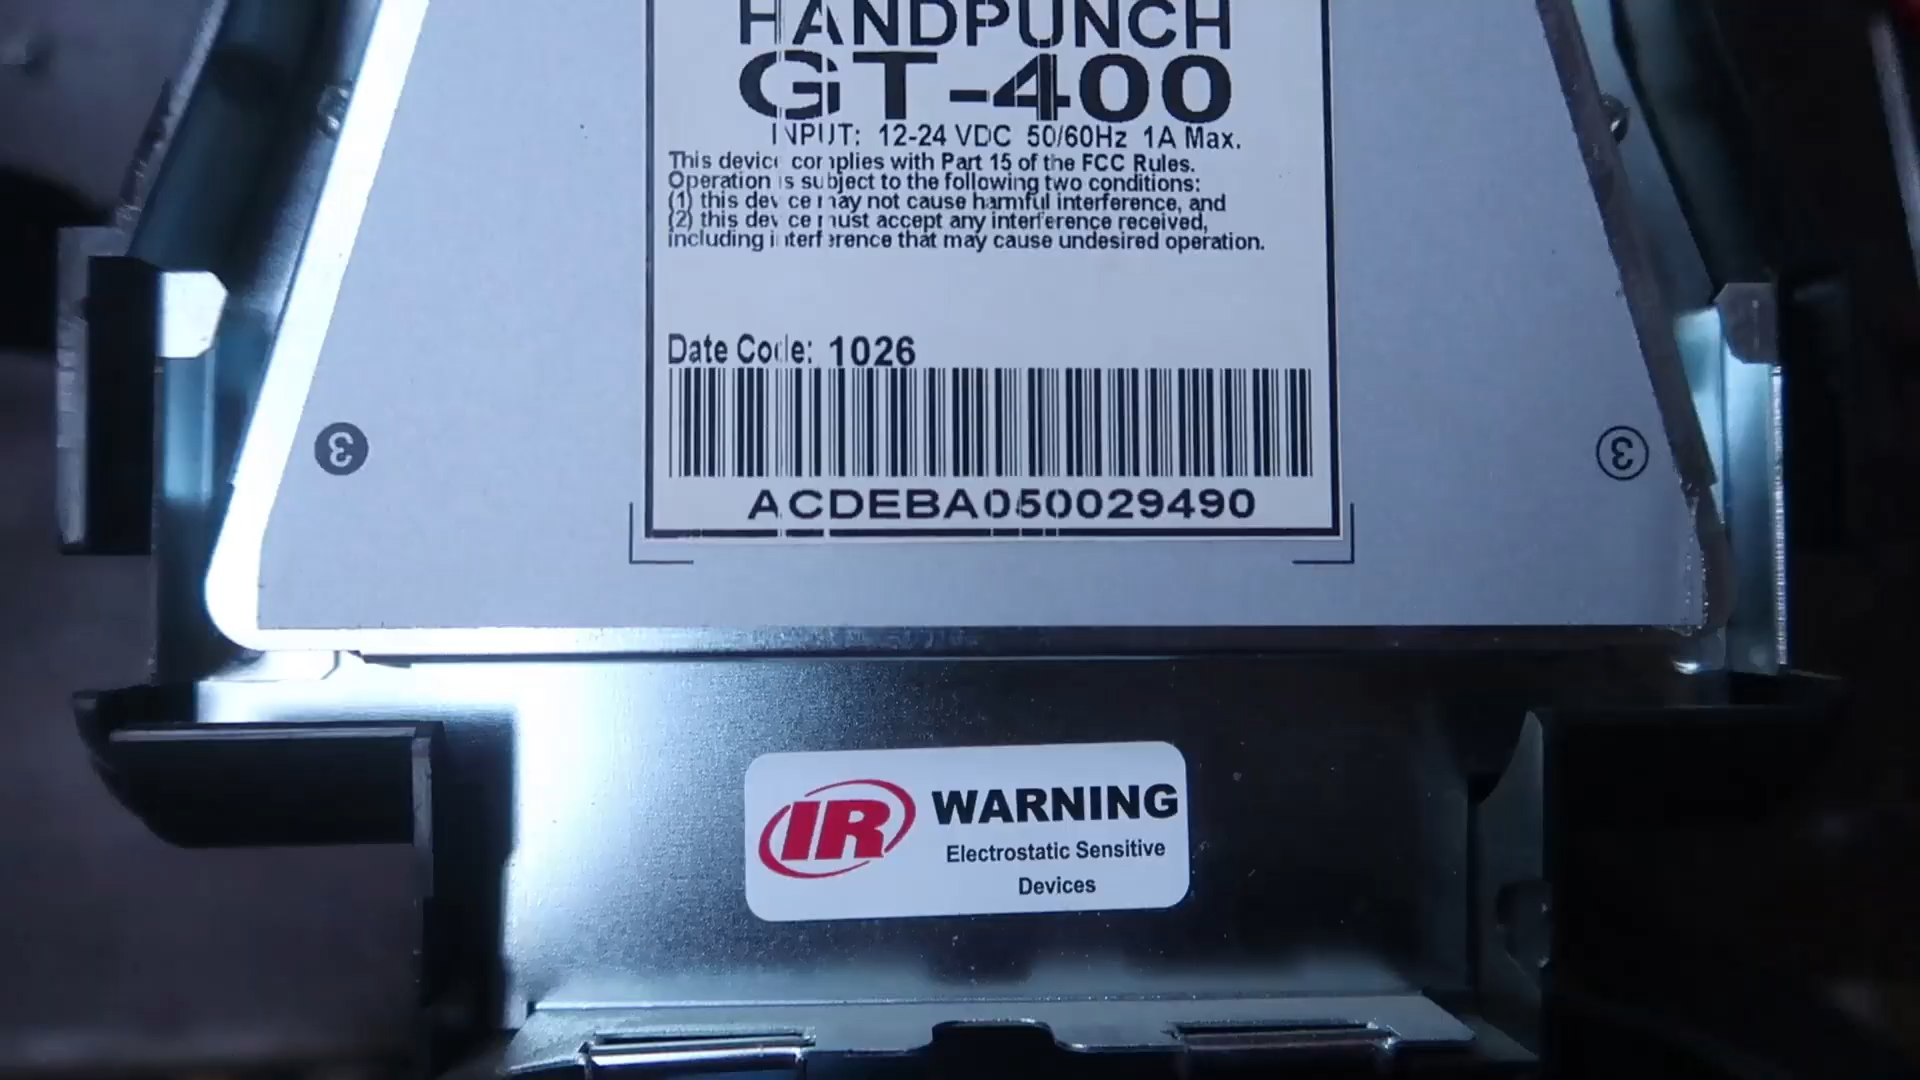 HANDPUNCH
GT-400
INPUT: 12-24 VDC 50/60Hz 1A Max.
This device complies with Part 15 of the FCC Rules.
Operation is subject to the following two conditions:
(1) this device may not cause harmful interference, and
(2) this device must accept any interference received,
including interference that may cause undesired operation.
Date Code: 1026
3
3
ACDEBA050029490
IR WARNING
Electrostatic Sensitive
Devices